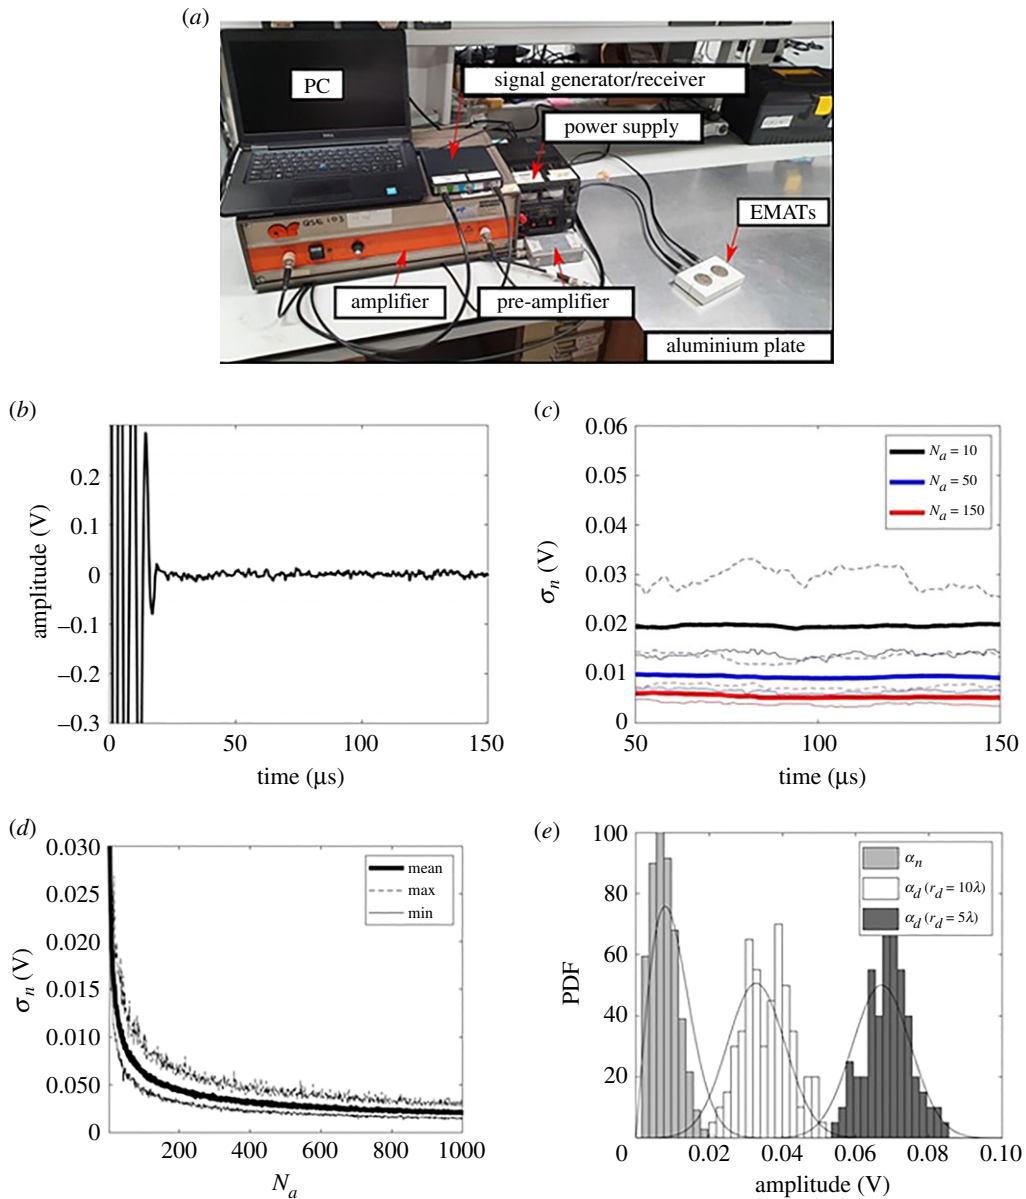 (a)
PC
signal generator/receiver
power supply
EMATs
amplifier
pre-amplifier
aluminium plate
QSE 103
(b)
amplitude (V)
0.2
0.1
0
–0.1
–0.2
–0.3
0
50
100
150
time (µs)
(c)
σn (V)
0.06
0.05
0.04
0.03
0.02
0.01
0
50
100
150
time (µs)
Na = 10
Na = 50
Na = 150
(d)
σn (V)
0.030
0.025
0.020
0.015
0.010
0.050
0
200
400
600
800
1000
Na
mean
max
min
(e)
PDF
100
80
60
40
20
0
0.02
0.04
0.06
0.08
0.10
amplitude (V)
αn
αd (rd = 10λ)
αd (rd = 5λ)